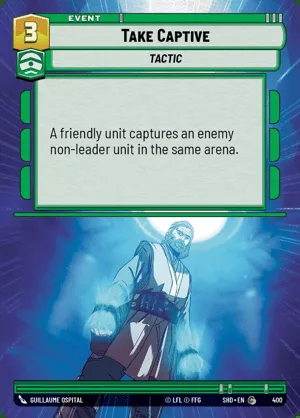 EVENT
3
TAKE CAPTIVE
TACTIC
A friendly unit captures an enemy
non-leader unit in the same arena.
GUILLAUME OSPITAL
© LFL © FFG
SHD • EN
400